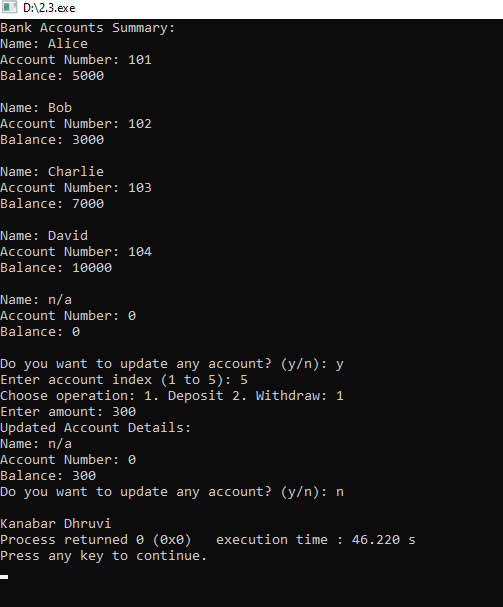 D:\2.3.exe
Bank Accounts Summary:
Name: Alice
Account Number: 101
Balance: 5000
Name: Bob
Account Number: 102
Balance: 3000
Name: Charlie
Account Number: 103
Balance: 7000
Name: David
Account Number: 104
Balance: 10000
Name: n/a
Account Number: 0
Balance: 0
Do you want to update any account? (y/n): y
Enter account index (1 to 5): 5
Choose operation: 1. Deposit 2. Withdraw: 1
Enter amount: 300
Updated Account Details:
Name: n/a
Account Number: 0
Balance: 300
Do you want to update any account? (y/n): n
Kanabar Dhruvi
Process returned 0 (0x0)   execution time : 46.220 s
Press any key to continue.